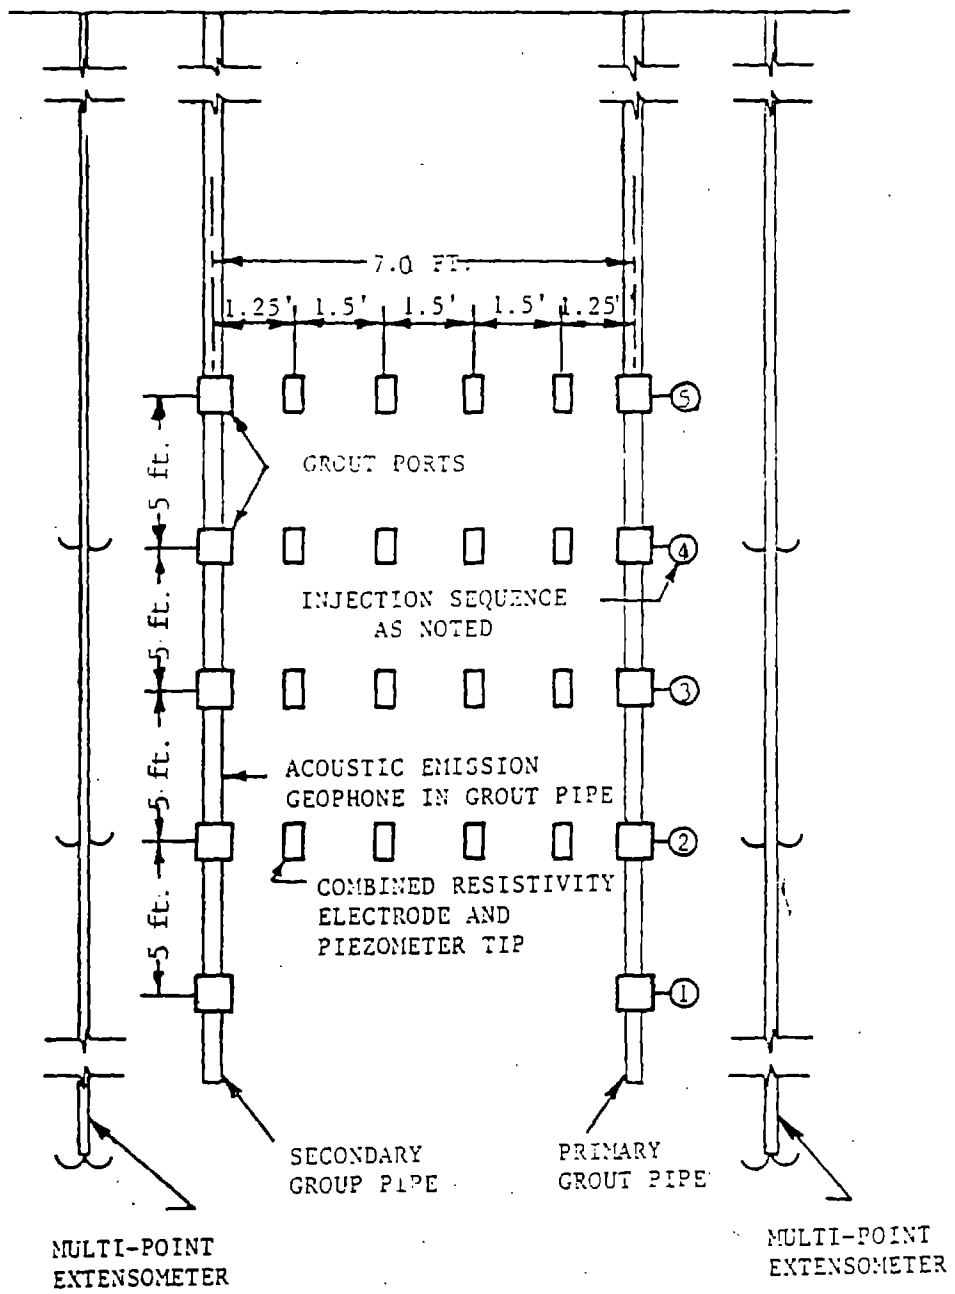 7.0 FT.
1.25' 1.5' 1.5' 1.5' 1.25'
5
GROUT PORTS
5 ft.
4
INJECTION SEQUENCE
AS NOTED
5 ft.
3
ACOUSTIC EMISSION
GEOPHONE IN GROUT PIPE
5 ft.
2
COMBINED RESISTIVITY
ELECTRODE AND
PIEZOMETER TIP
5 ft.
1
SECONDARY
GROUP PIPE
PRIMARY
GROUT PIPE
MULTI-POINT
EXTENSOMETER
MULTI-POINT
EXTENSOMETER